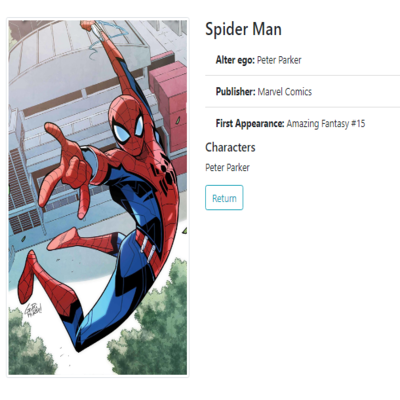 Spider Man
Alter ego: Peter Parker
Publisher: Marvel Comics
First Appearance: Amazing Fantasy #15
Characters
Peter Parker
Return